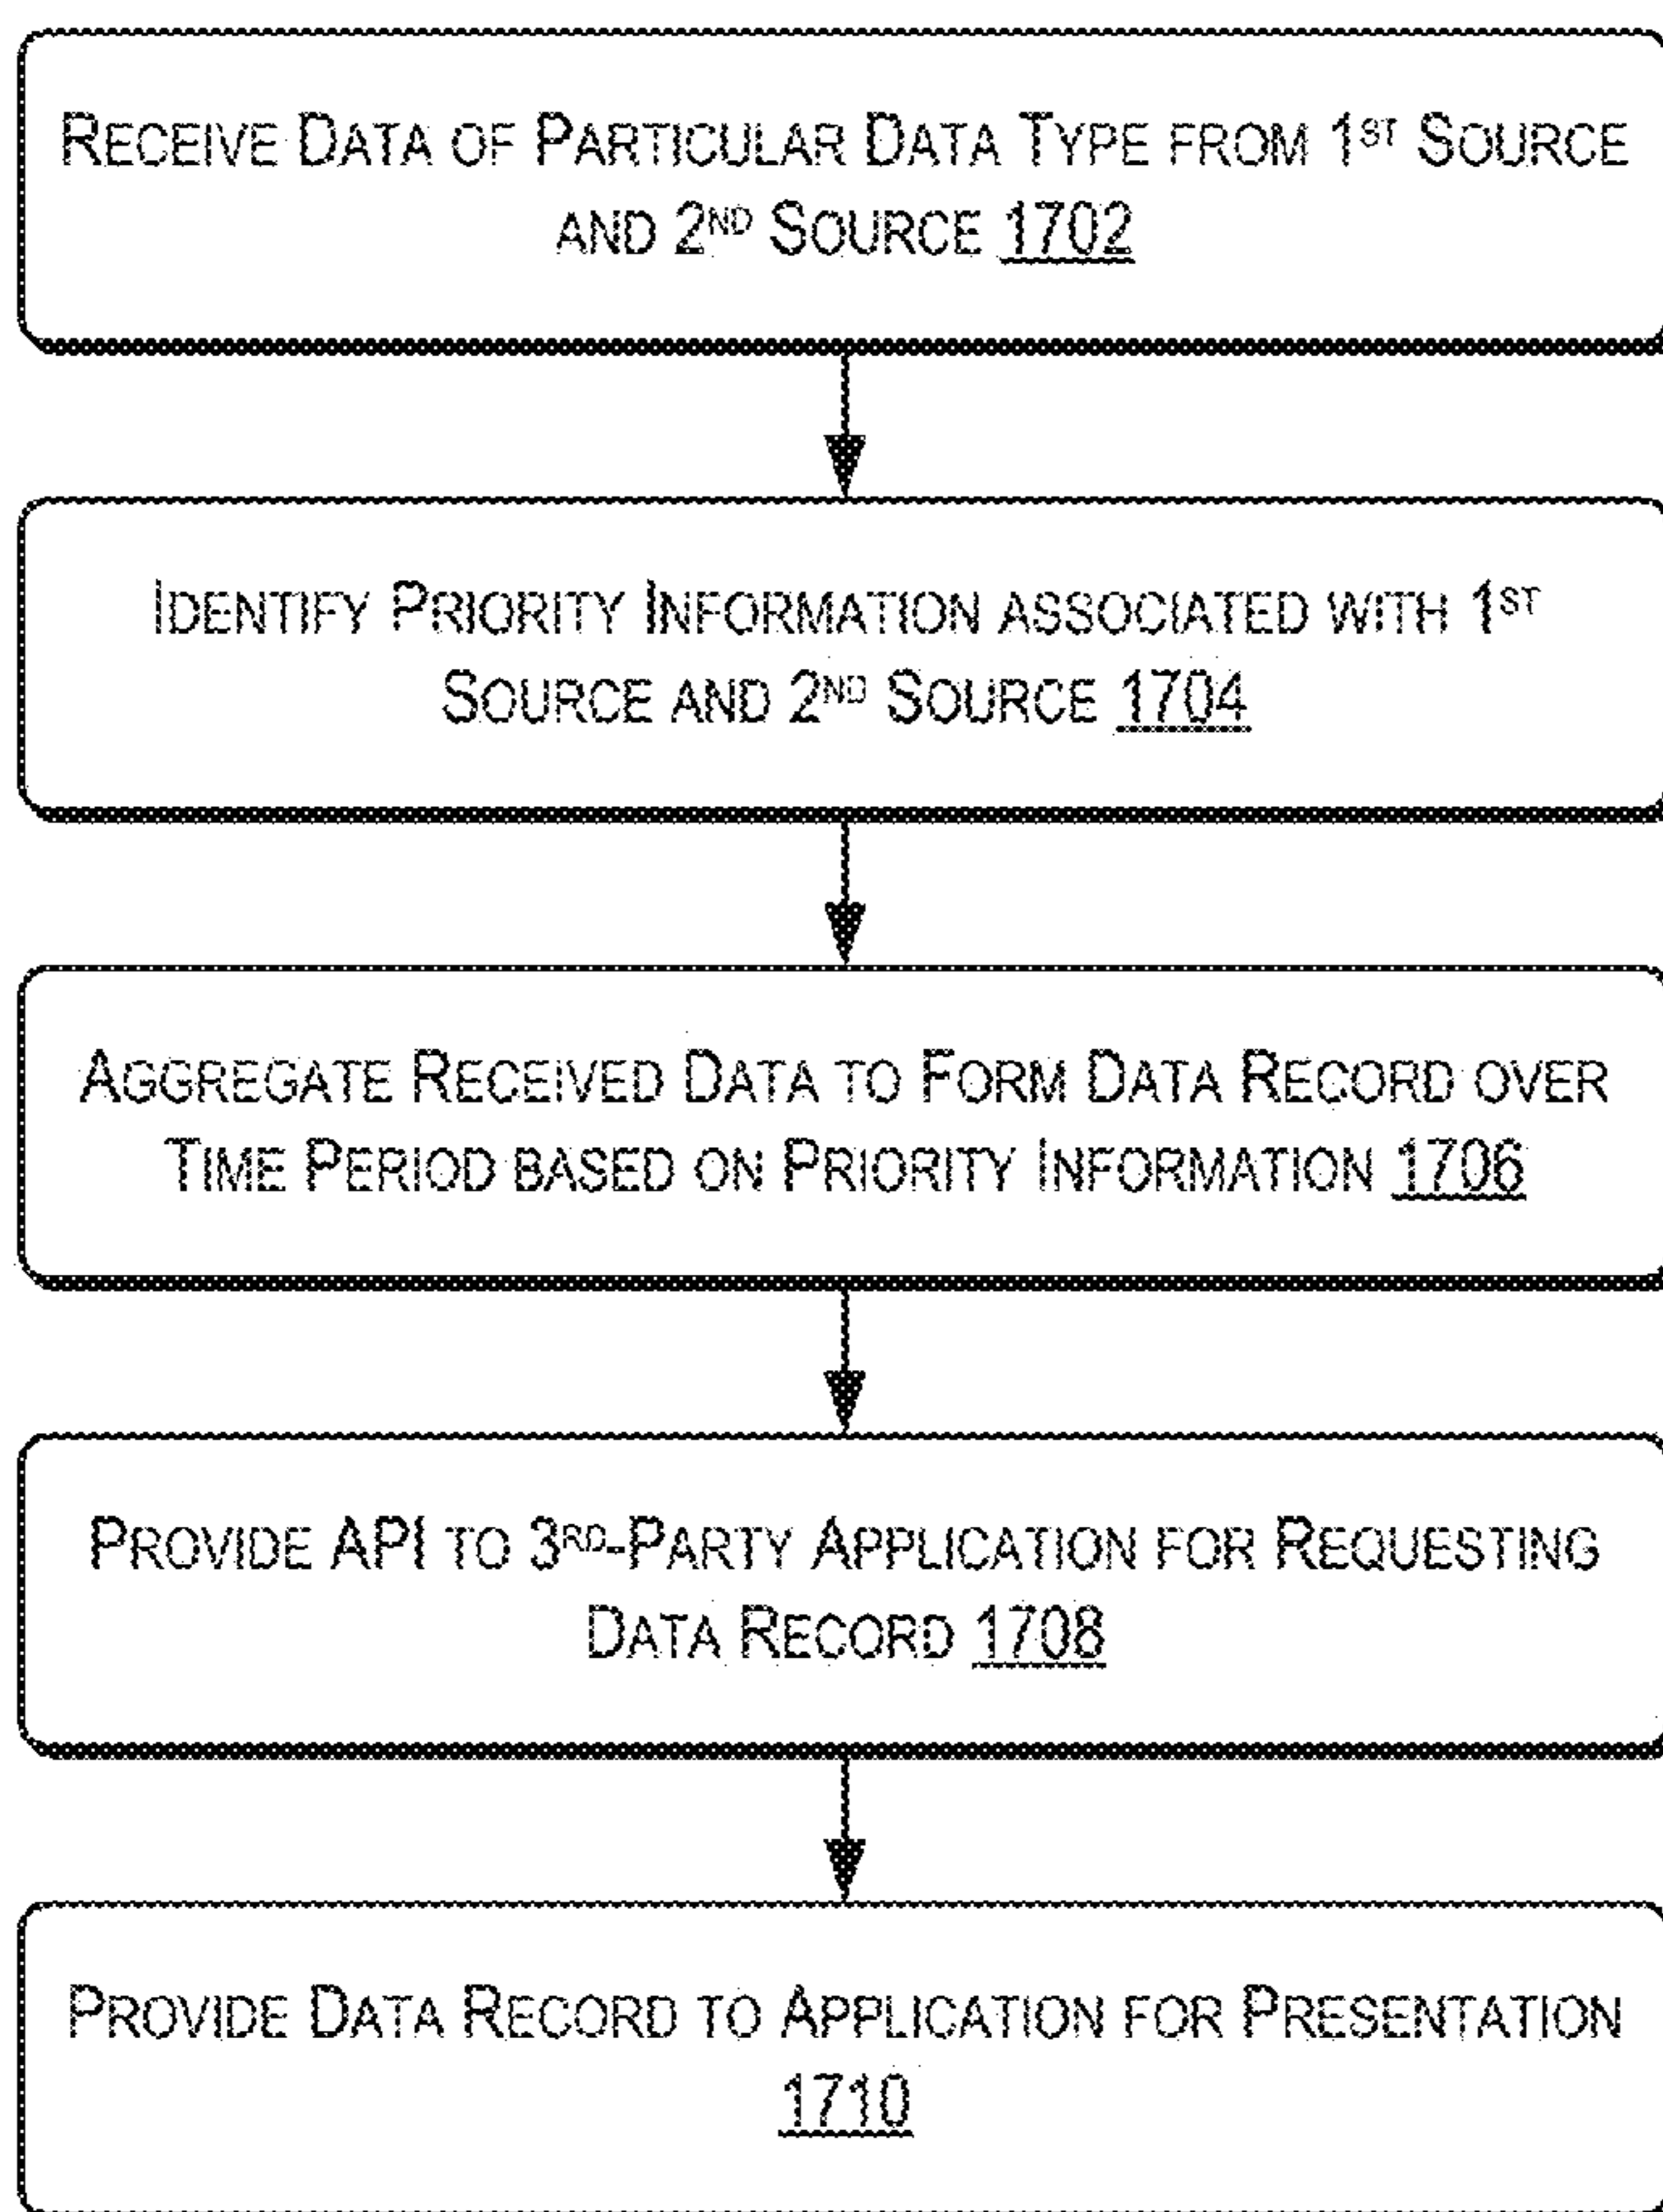 RECEIVE DATA OF PARTICULAR DATA TYPE FROM 1ST SOURCE
AND 2ND SOURCE 1702
IDENTIFY PRIORITY INFORMATION ASSOCIATED WITH 1ST
SOURCE AND 2ND SOURCE 1704
AGGREGATE RECEIVED DATA TO FORM DATA RECORD OVER
TIME PERIOD BASED ON PRIORITY INFORMATION 1706
PROVIDE API TO 3RD-PARTY APPLICATION FOR REQUESTING
DATA RECORD 1708
PROVIDE DATA RECORD TO APPLICATION FOR PRESENTATION
1710